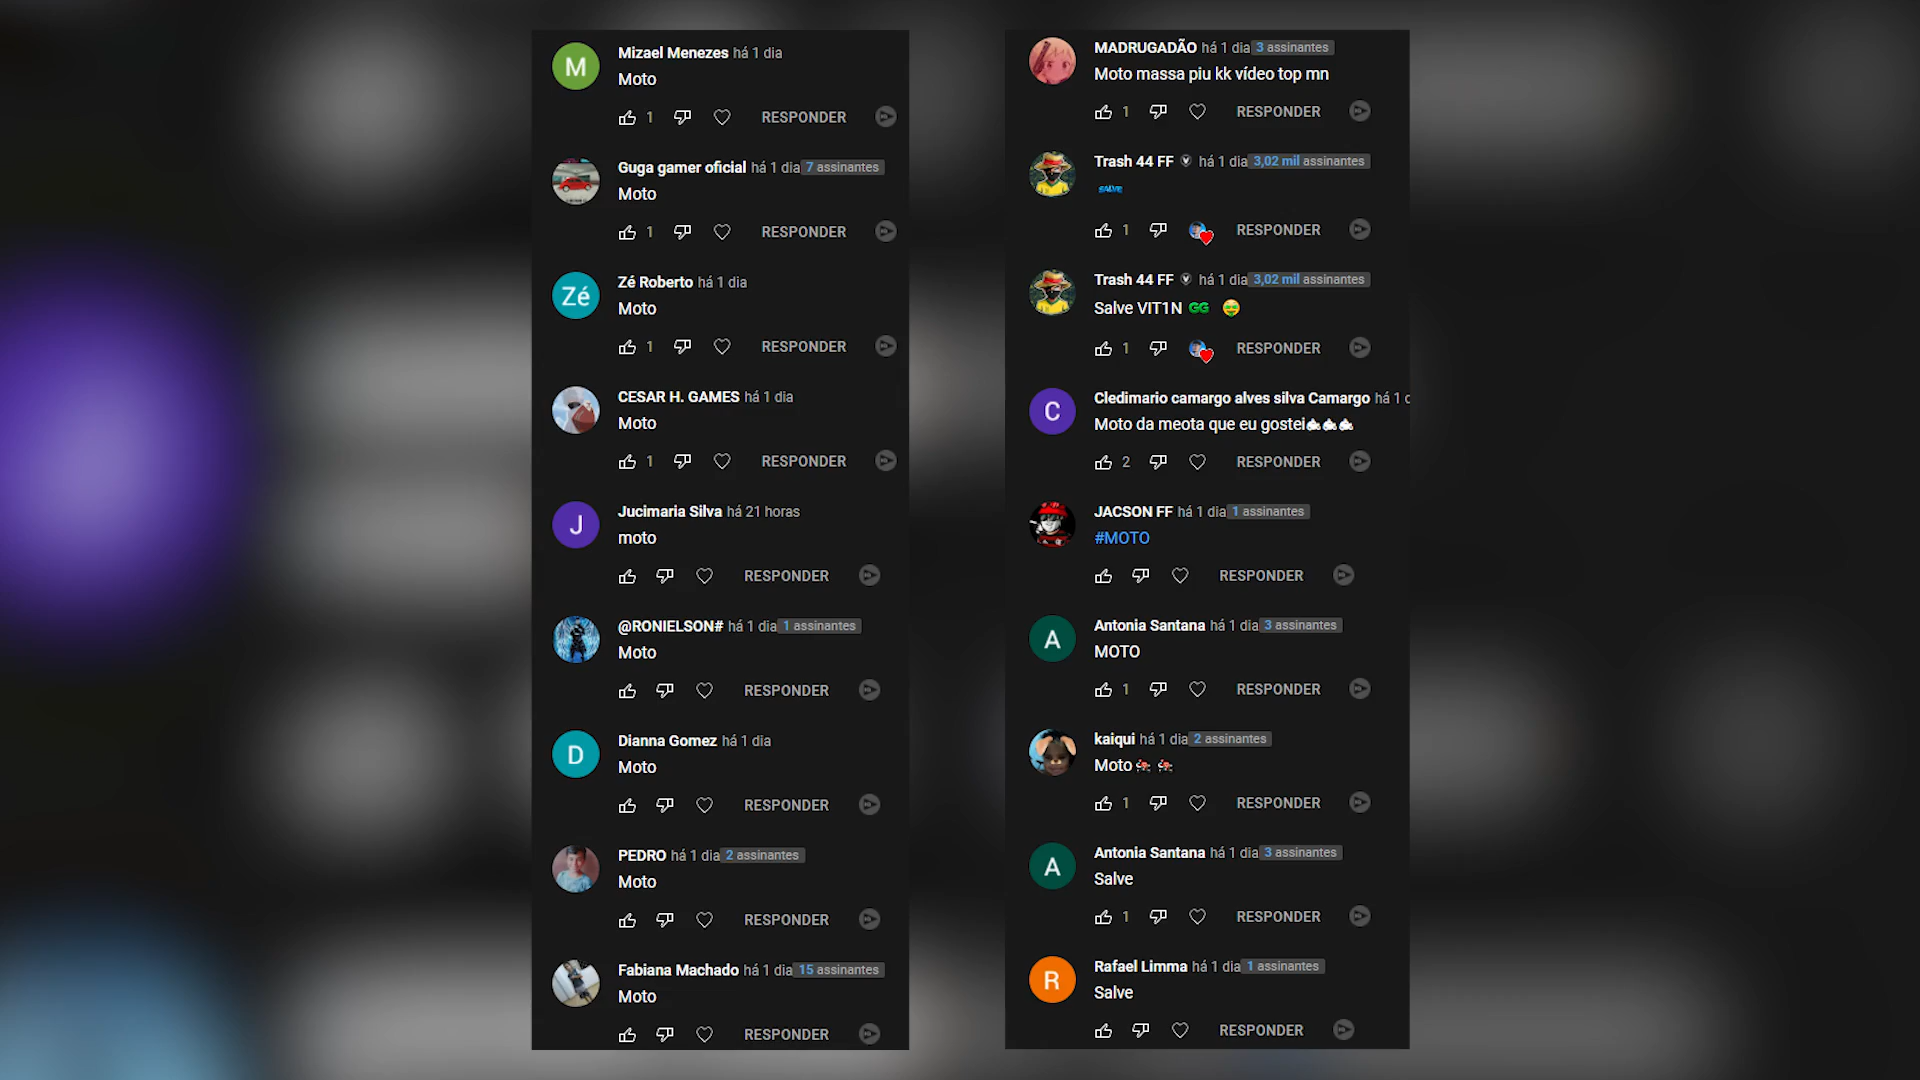 M
Mizael Menezes há 1 dia
Moto
1 RESPONDER
Guga gamer oficial há 1 dia 7 assinantes
Moto
1 RESPONDER
Zé
Zé Roberto há 1 dia
Moto
1 RESPONDER
CESAR H. GAMES há 1 dia
Moto
1 RESPONDER
J
Jucimaria Silva há 21 horas
moto
RESPONDER
@RONIELSON# há 1 dia 1 assinantes
Moto
RESPONDER
D
Dianna Gomez há 1 dia
Moto
RESPONDER
PEDRO há 1 dia 2 assinantes
Moto
RESPONDER
Fabiana Machado há 1 dia 15 assinantes
Moto
RESPONDER
MADRUGADÃO há 1 dia 3 assinantes
Moto massa piu kk vídeo top mn
1 RESPONDER
Trash 44 FF há 1 dia 3,02 mil assinantes
SALVE
1 RESPONDER
Trash 44 FF há 1 dia 3,02 mil assinantes
Salve VIT1N GG
1 RESPONDER
C
Cledimario camargo alves silva Camargo há 1 d
Moto da meota que eu gostei🏍🏍🏍
2 RESPONDER
JACSON FF há 1 dia 1 assinantes
#MOTO
RESPONDER
A
Antonia Santana há 1 dia 3 assinantes
MOTO
1 RESPONDER
kaiqui há 1 dia 2 assinantes
Moto
1 RESPONDER
A
Antonia Santana há 1 dia 3 assinantes
Salve
1 RESPONDER
R
Rafael Limma há 1 dia 1 assinantes
Salve
RESPONDER